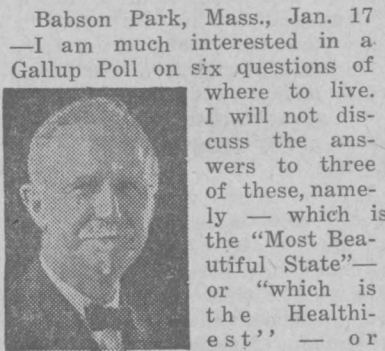 Babson Park, Mass., Jan. 17
—I am much interested in a
Gallup Poll on six questions of
where to live.
I will not dis-
cuss the ans-
wers to three
of these, name-
ly — which is
the "Most Bea-
utiful State"—
or "which is
the Healthi-
est'' — or